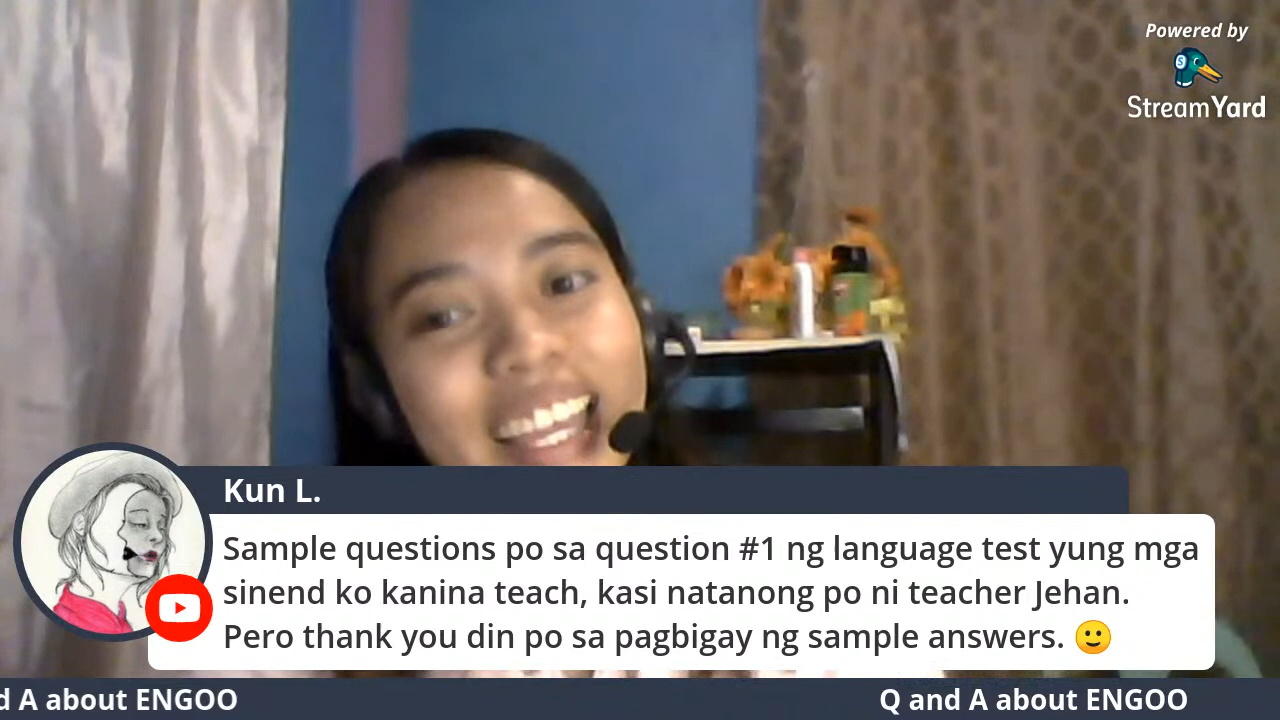 Powered by
StreamYard
Kun L.
Sample questions po sa question #1 ng language test yung mga
sinend ko kanina teach, kasi natanong po ni teacher Jehan.
Pero thank you din po sa pagbigay ng sample answers. 🙂
d A about ENGOO
Q and A about ENGOO